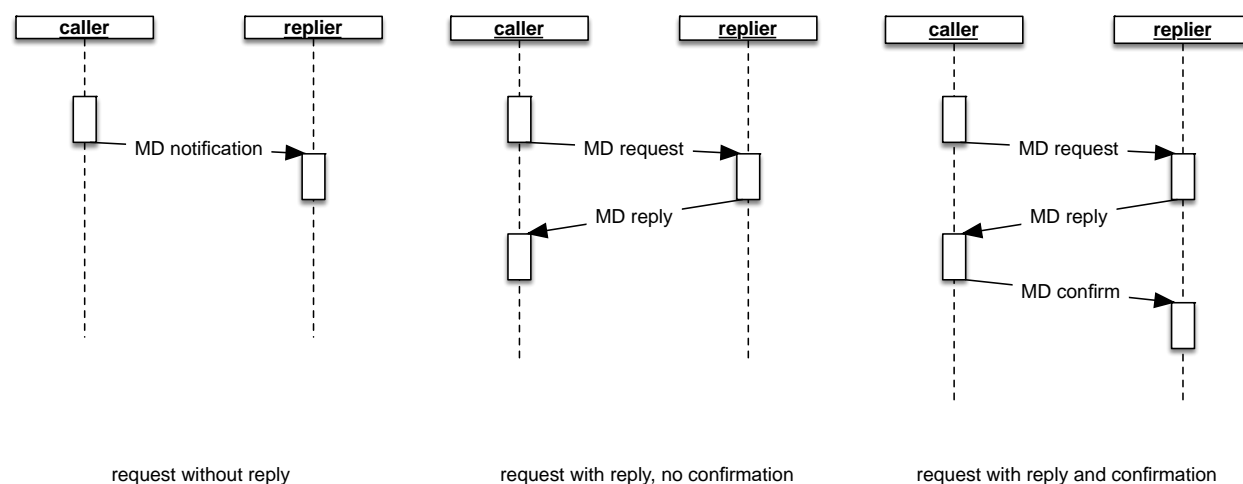 caller
replier
MD notification
request without reply
caller
replier
MD request
MD reply
request with reply, no confirmation
caller
replier
MD request
MD reply
MD confirm
request with reply and confirmation